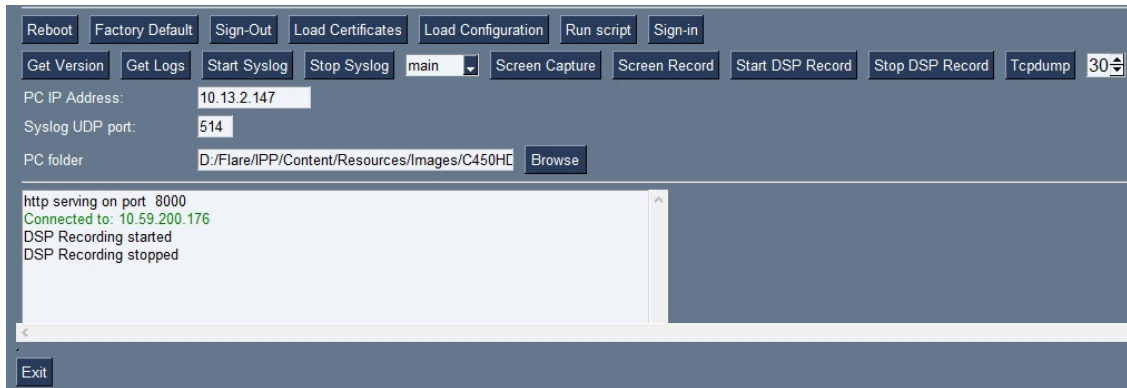 Reboot Factory Default Sign-Out Load Certificates Load Configuration Run script Sign-in
Get Version Get Logs Start Syslog Stop Syslog main Screen Capture Screen Record Start DSP Record Stop DSP Record Tcpdump 30
PC IP Address: 10.13.2.147
Syslog UDP port: 514
PC folder D:/Flare/IPP/Content/Resources/Images/C450HD Browse
http serving on port 8000
Connected to: 10.59.200.176
DSP Recording started
DSP Recording stopped
Exit